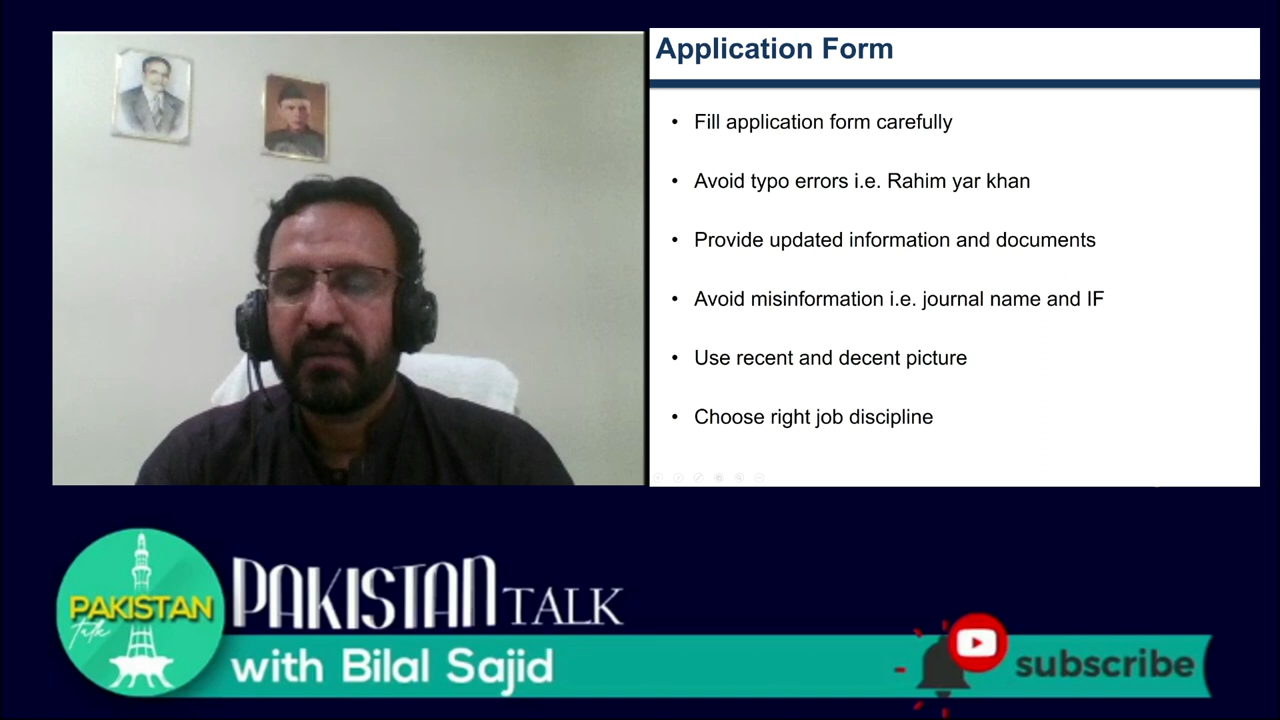 Application Form
• Fill application form carefully
• Avoid typo errors i.e. Rahim yar khan
• Provide updated information and documents
• Avoid misinformation i.e. journal name and IF
• Use recent and decent picture
• Choose right job discipline
PAKISTAN
Talk
PAKISTAN TALK
with Bilal Sajid
subscribe